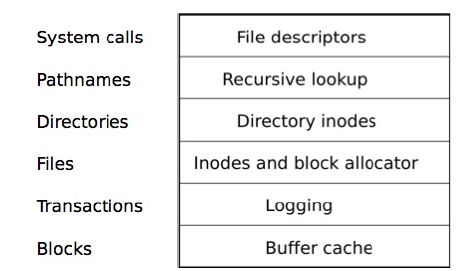 System calls File descriptors
Pathnames Recursive lookup
Directories Directory inodes
Files Inodes and block allocator
Transactions Logging
Blocks Buffer cache